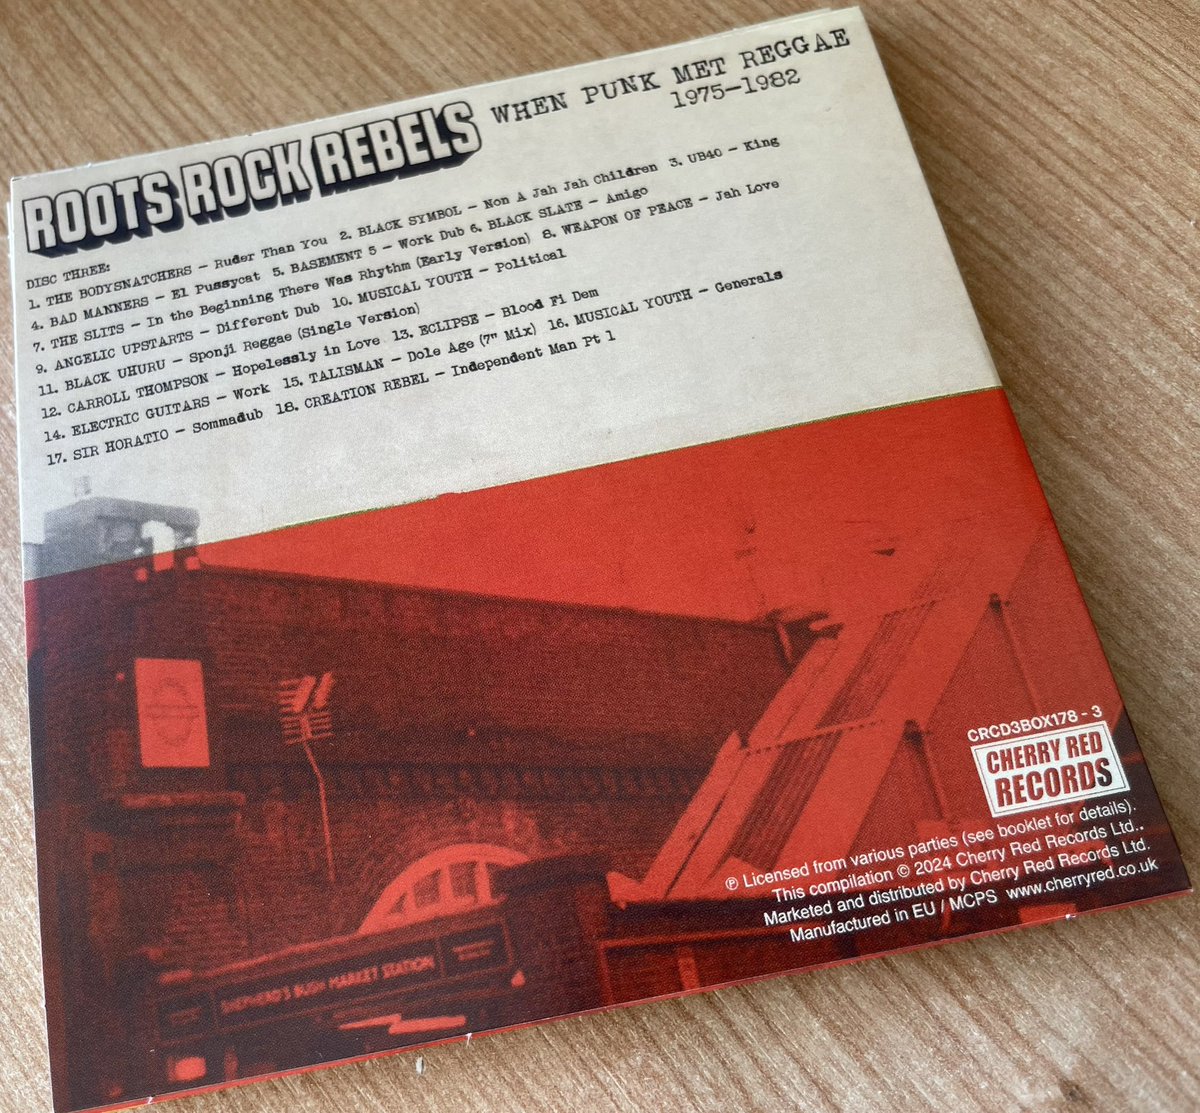 ROOTS ROCK REBELS WHEN PUNK MET REGGAE
1975–1982
DISC THREE:
1. THE BODYSNATCHERS – Ruder Than You 2. BLACK SYMBOL – Non A Jah Jah Children 3. UB40 – King
4. BAD MANNERS – El Pussycat 5. BASEMENT 5 – Work Dub 6. BLACK SLATE – Amigo
7. THE SLITS – In the Beginning There Was Rhythm (Early Version) 8. WEAPON OF PEACE – Jah Love
9. ANGELIC UPSTARTS – Different Dub 10. MUSICAL YOUTH – Political
11. BLACK UHURU – Sponji Reggae (Single Version)
12. CARROLL THOMPSON – Hopelessly in Love 13. ECLIPSE – Blood Fi Dem
14. ELECTRIC GUITARS – Work 15. TALISMAN – Dole Age (7" Mix) 16. MUSICAL YOUTH – Generals
17. SIR HORATIO – Sommadub 18. CREATION REBEL – Independent Man Pt 1
CRCD3BOX178 - 3
CHERRY RED
RECORDS
℗ Licensed from various parties (see booklet for details).
This compilation © 2024 Cherry Red Records Ltd..
Marketed and distributed by Cherry Red Records Ltd.
Manufactured in EU / MCPS www.cherryred.co.uk
SHEPHERD'S BUSH MARKET STATION